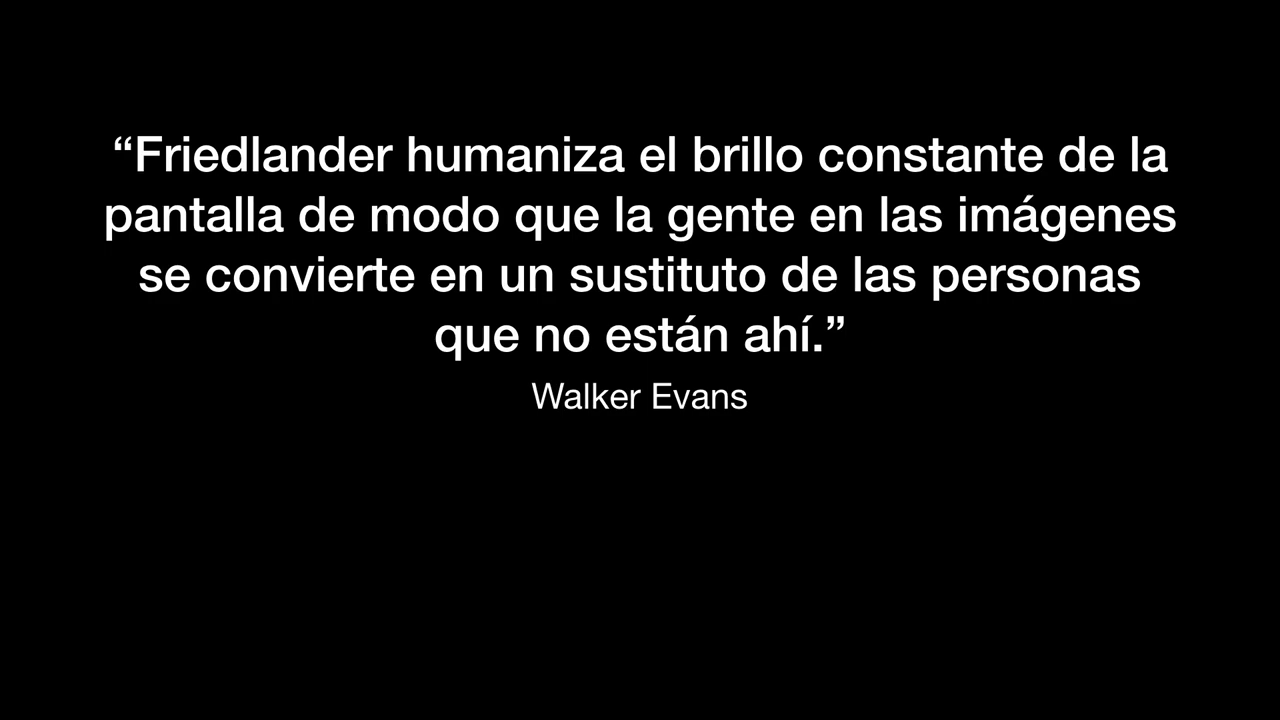 “Friedlander humaniza el brillo constante de la
pantalla de modo que la gente en las imágenes
se convierte en un sustituto de las personas
que no están ahí.”
Walker Evans